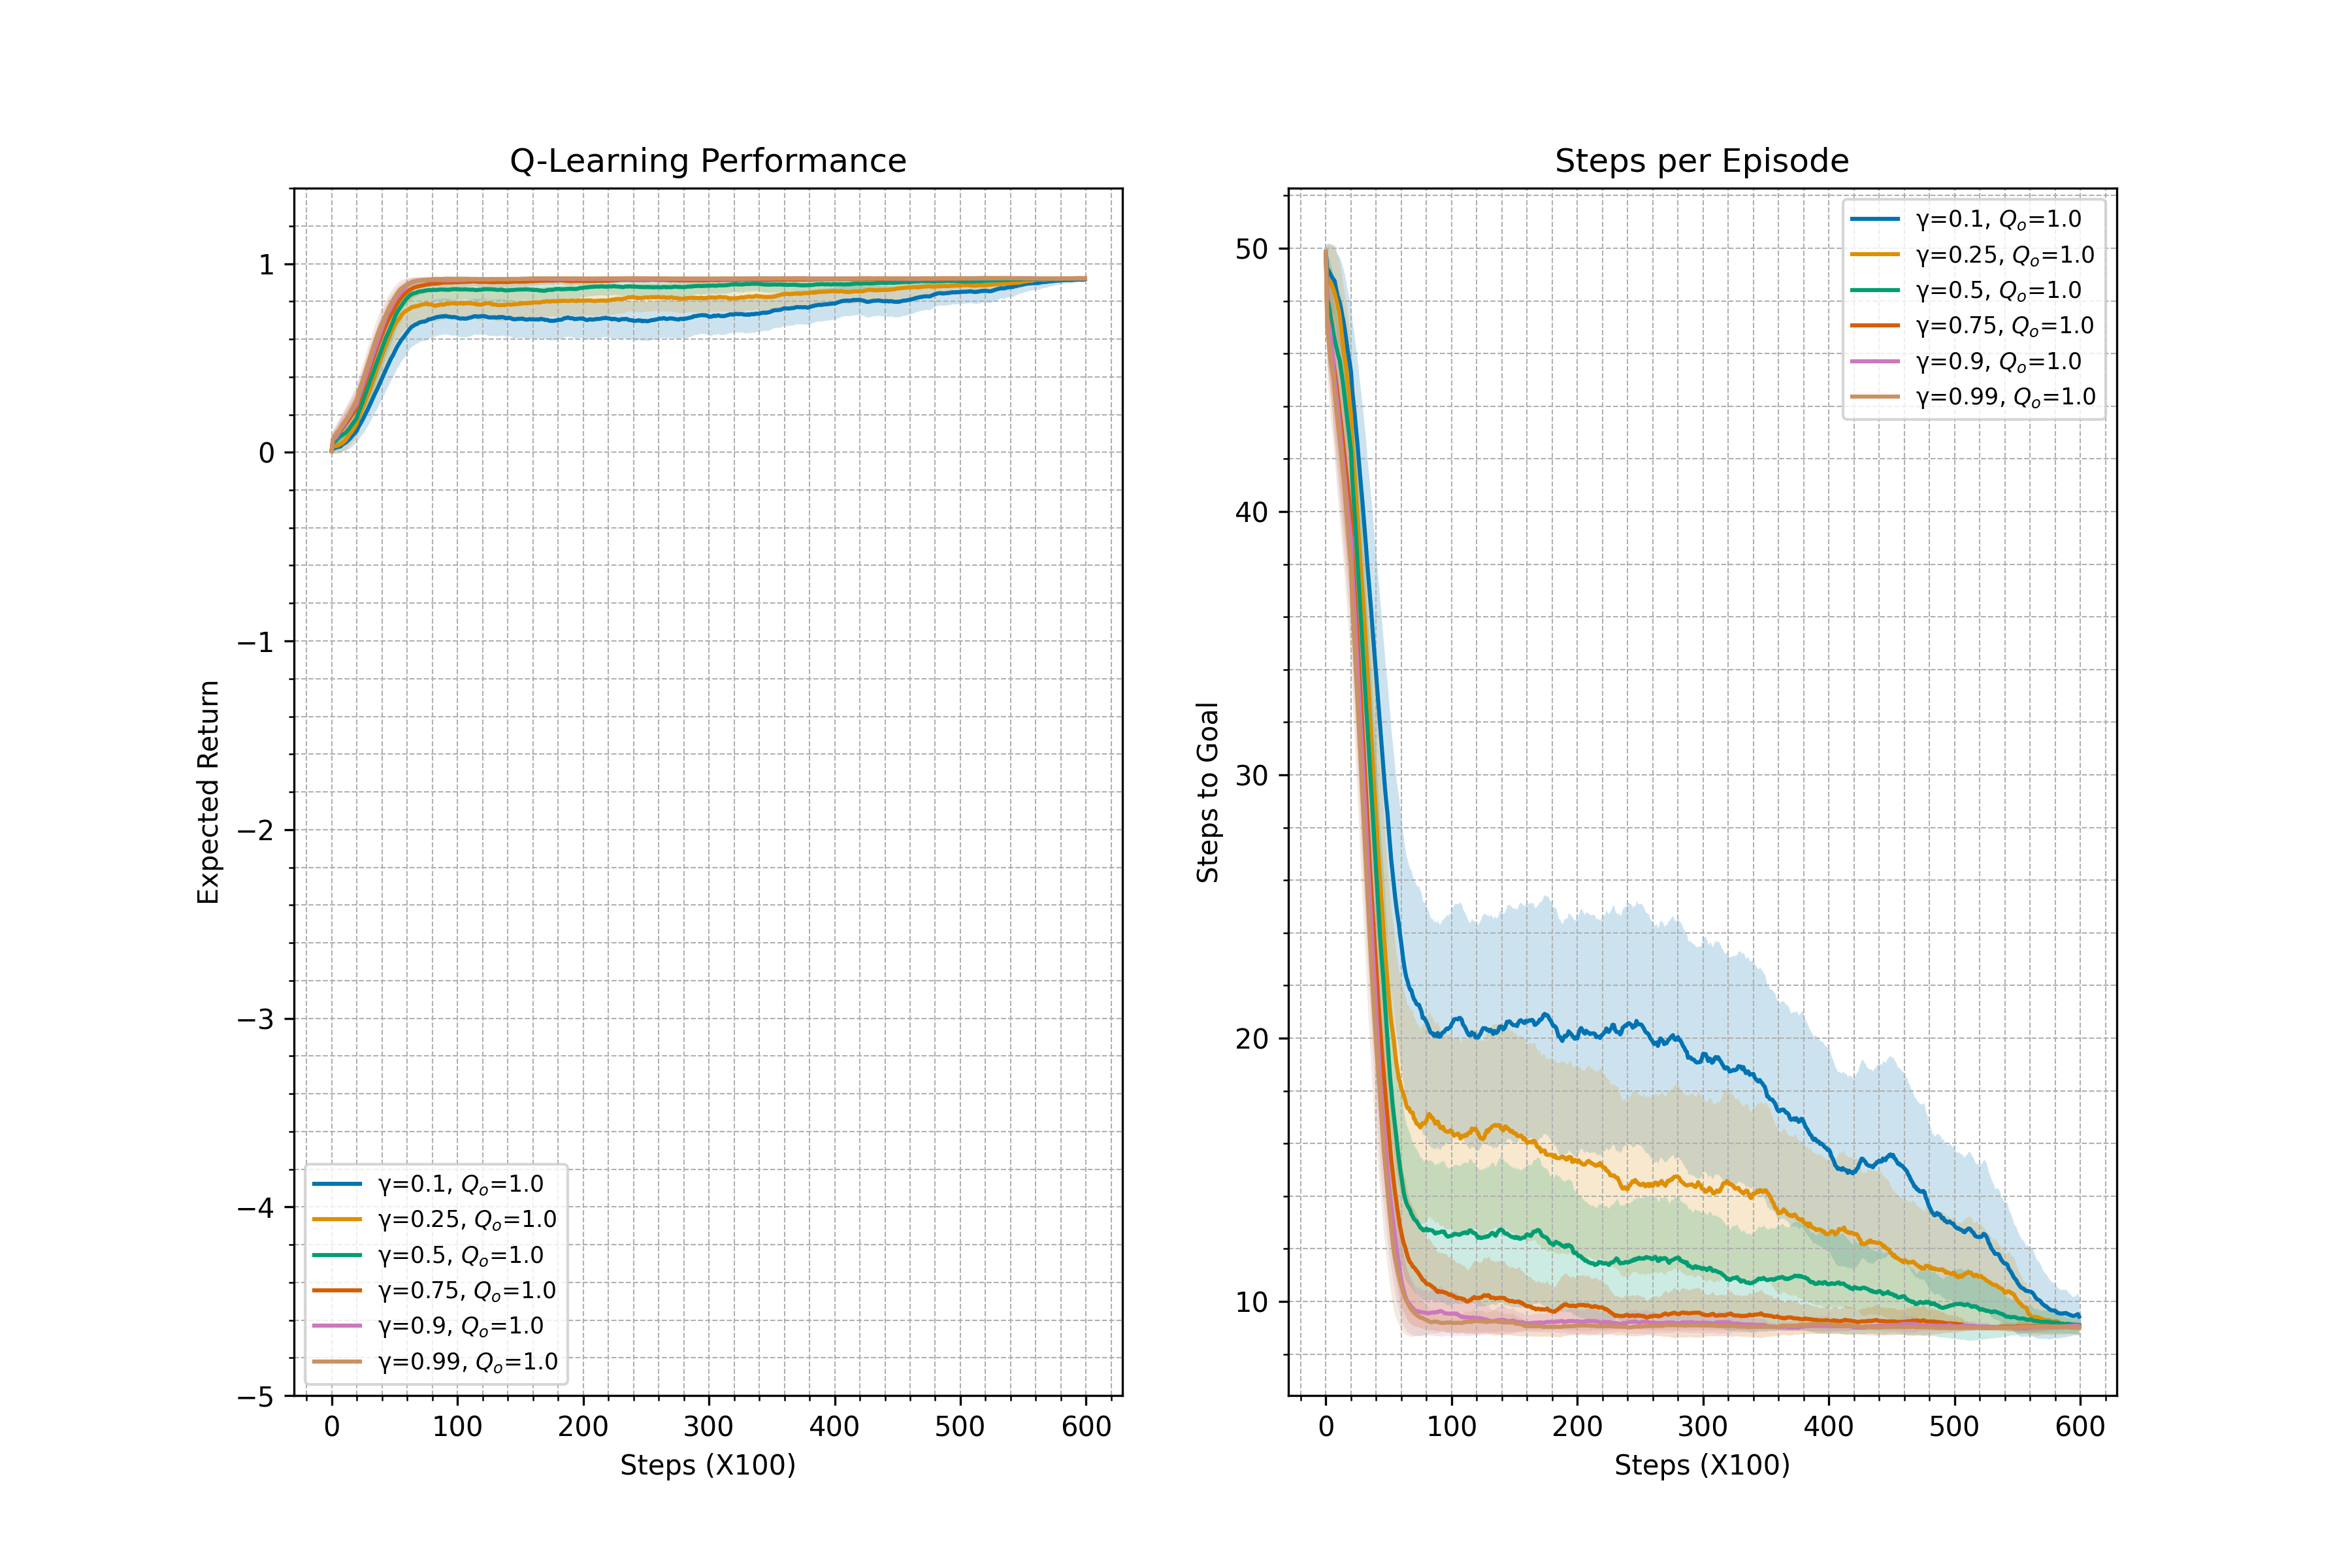 Q-Learning Performance
1
0
−1
−2
−3
−4
−5
Expected Return
γ=0.1, Qₒ=1.0
γ=0.25, Qₒ=1.0
γ=0.5, Qₒ=1.0
γ=0.75, Qₒ=1.0
γ=0.9, Qₒ=1.0
γ=0.99, Qₒ=1.0
0 100 200 300 400 500 600
Steps (X100)
Steps per Episode
50
40
30
20
10
Steps to Goal
γ=0.1, Qₒ=1.0
γ=0.25, Qₒ=1.0
γ=0.5, Qₒ=1.0
γ=0.75, Qₒ=1.0
γ=0.9, Qₒ=1.0
γ=0.99, Qₒ=1.0
0 100 200 300 400 500 600
Steps (X100)